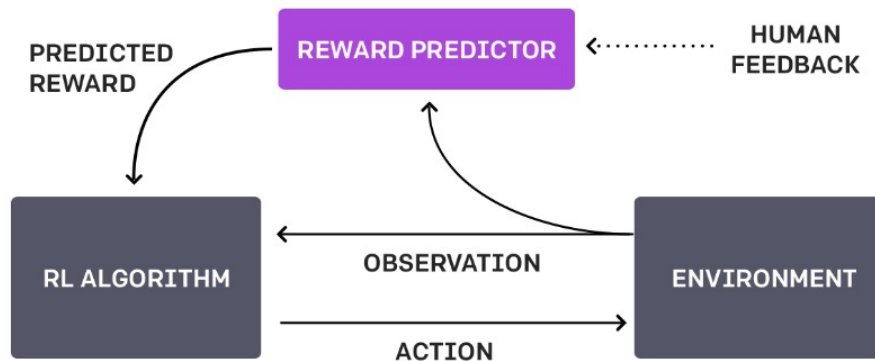 PREDICTED
REWARD
REWARD PREDICTOR
HUMAN
FEEDBACK
RL ALGORITHM
OBSERVATION
ENVIRONMENT
ACTION